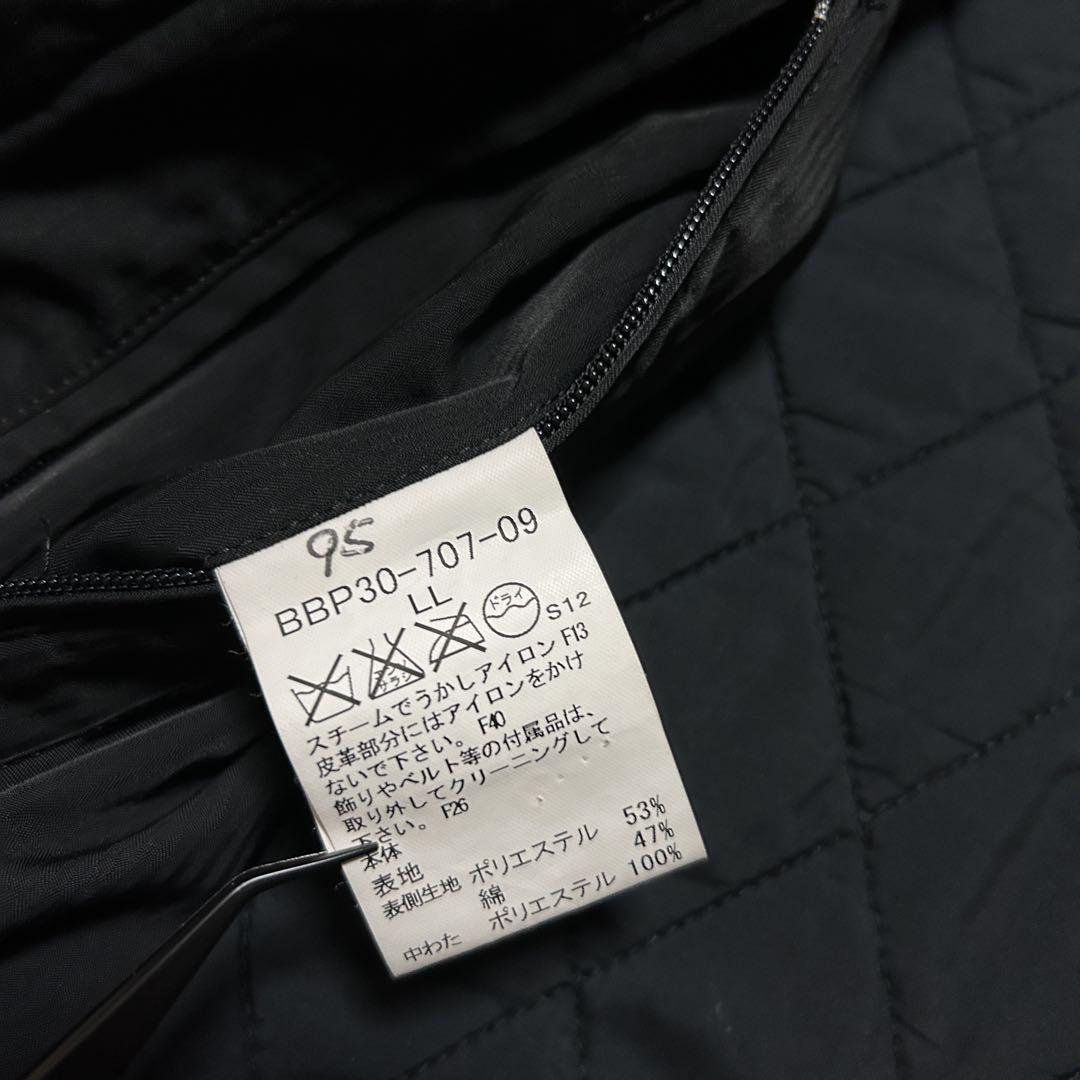 95
BBP30-707-09
LL
サラシ ドライ S12
スチームでうかしアイロン F13
皮革部分にはアイロンをかけ
ないで下さい。 F40
飾りやベルト等の付属品は、
取り外してクリーニングして
下さい。 F26
本体
表地
表側生地 ポリエステル 53%
綿 47%
中わた ポリエステル 100%